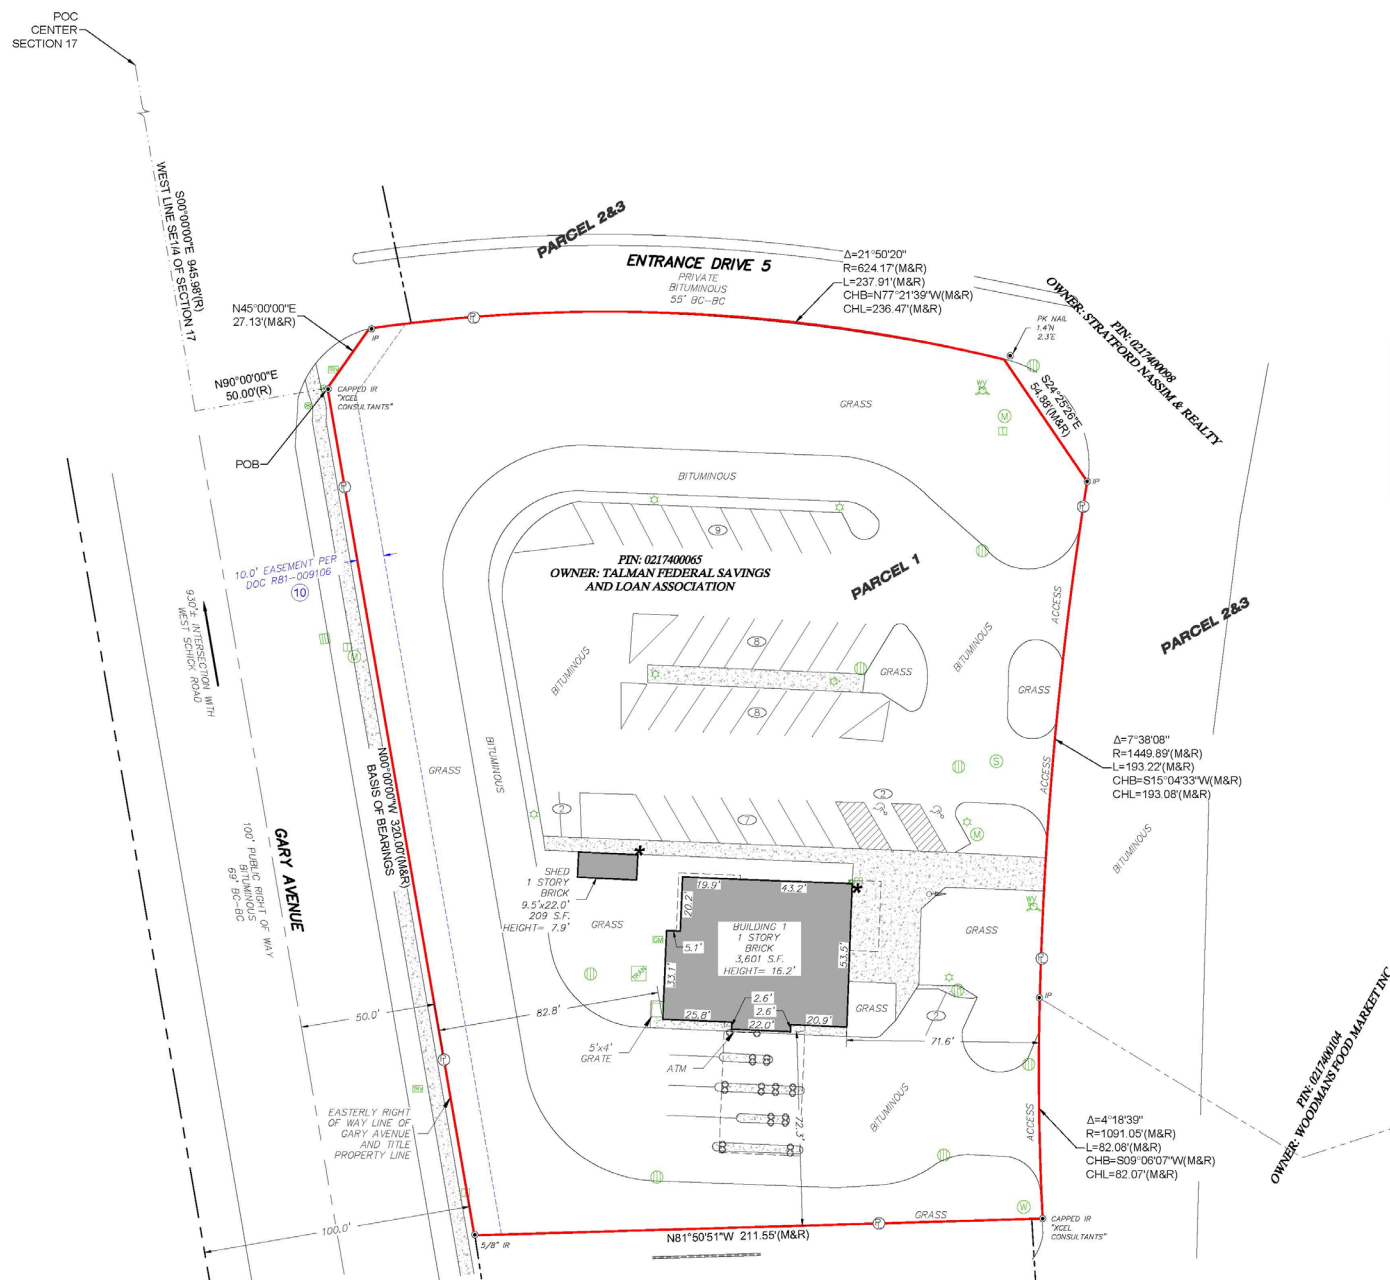 POC
CENTER
SECTION 17
S00°00'00"E 945.98'(R)
WEST LINE SE1/4 OF SECTION 17
N45°00'00"E
27.13'(M&R)
N90°00'00"E
50.00'(R)
POB
IP
CAPPED IR
"XCEL
CONSULTANTS"
PARCEL 2&3
ENTRANCE DRIVE 5
PRIVATE
BITUMINOUS
55' BC-BC
Δ=21°50'20"
R=624.17'(M&R)
L=237.91'(M&R)
CHB=N77°21'39"W(M&R)
CHL=236.47'(M&R)
PK NAIL
1.4'N
2.3'E
PIN: 0217400098
OWNER: STRATFORD NASSIM & REALTY
S24°25'26"E
54.88'(M&R)
WV
M
IP
GRASS
BITUMINOUS
9
PIN: 0217400065
OWNER: TALMAN FEDERAL SAVINGS
AND LOAN ASSOCIATION
PARCEL 1
ACCESS
PARCEL 2&3
10.0' EASEMENT PER
DOC R81-009106
10
930'± INTERSECTION WITH
WEST SCHICK ROAD
M
8
8
BITUMINOUS
BITUMINOUS
GRASS
GRASS
Δ=7°38'08"
R=1449.89'(M&R)
L=193.22'(M&R)
CHB=S15°04'33"W(M&R)
CHL=193.08'(M&R)
ACCESS
S
BITUMINOUS
N00°00'00"W 320.00'(M&R)
BASIS OF BEARINGS
GRASS
BITUMINOUS
2
7
2
M
GARY AVENUE
100' PUBLIC RIGHT OF WAY
BITUMINOUS
69' BC-BC
SHED
1 STORY
BRICK
9.5'x22.0'
209 S.F.
HEIGHT= 7.9'
*
*
19.9'
43.2'
20.2'
5.1'
33.1'
53.5'
BUILDING 1
1 STORY
BRICK
3,601 S.F.
HEIGHT= 16.2'
2.6'
2.6'
25.8'
22.0'
20.9'
GRASS
GM
TRAN
WV
GRASS
GRASS
2
IP
50.0'
82.8'
71.6'
5'x4'
GRATE
ATM
72.3'
BITUMINOUS
ACCESS
EASTERLY RIGHT
OF WAY LINE OF
GARY AVENUE
AND TITLE
PROPERTY LINE
Δ=4°18'39"
R=1091.05'(M&R)
L=82.08'(M&R)
CHB=S09°06'07"W(M&R)
CHL=82.07'(M&R)
PIN: 0217400104
OWNER: WOODMANS FOOD MARKET INC
100.0'
5/8" IR
N81°50'51"W 211.55'(M&R)
GRASS
W
CAPPED IR
"XCEL
CONSULTANTS"